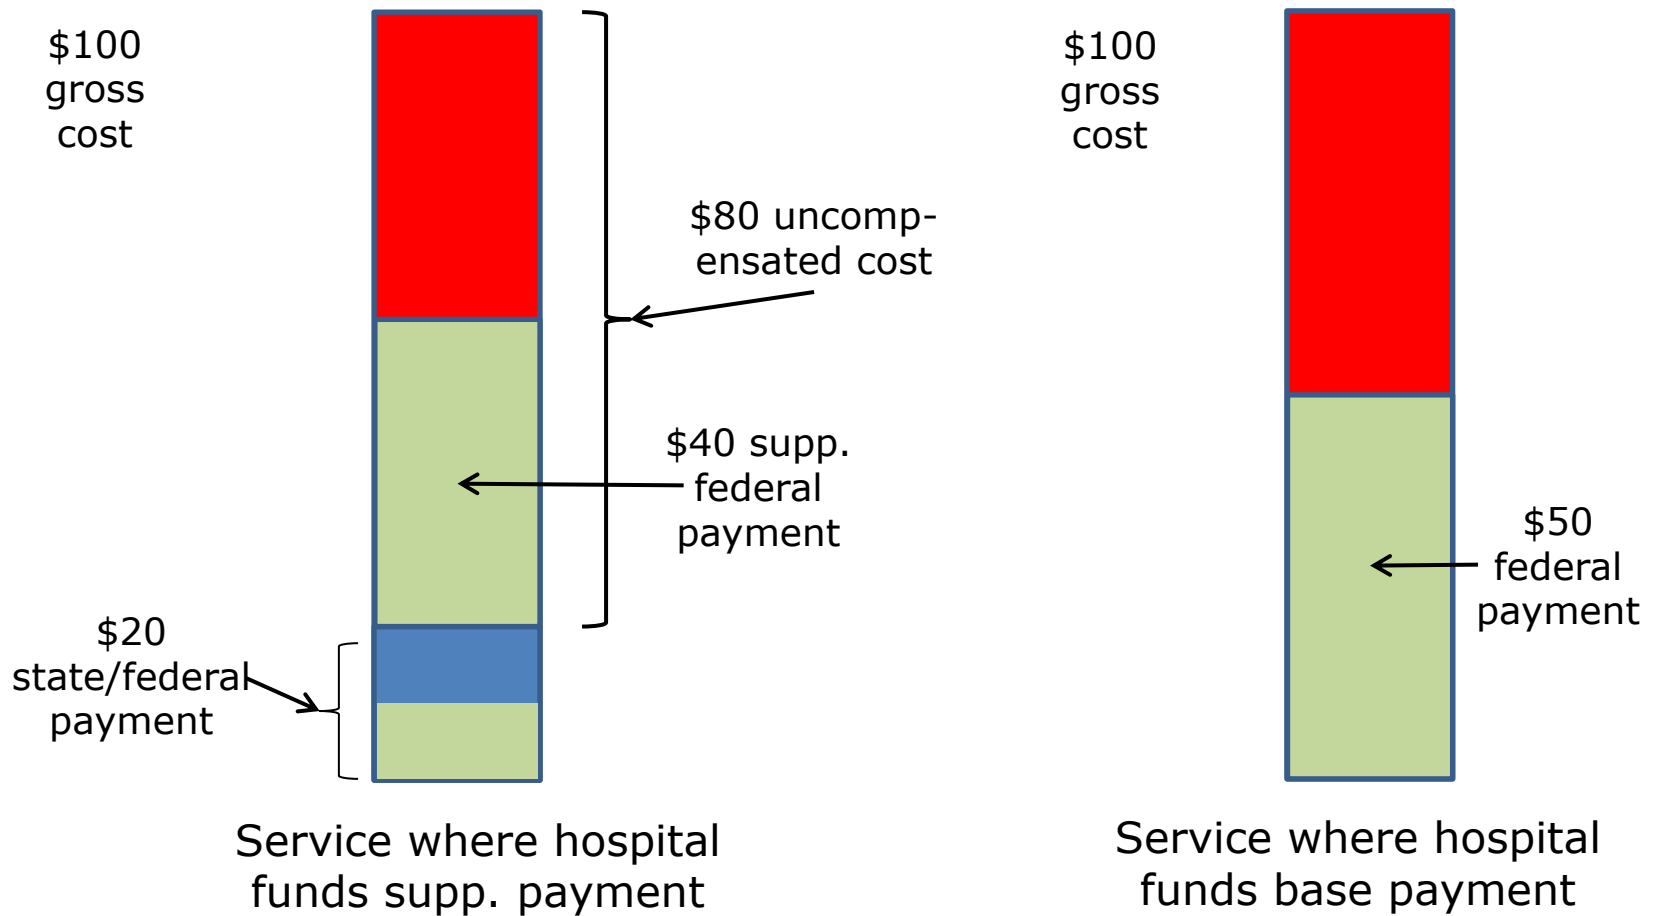 $100
gross
cost
$80 uncomp-
ensated cost
$40 supp.
federal
payment
$20
state/federal
payment
Service where hospital
funds supp. payment
$100
gross
cost
$50
federal
payment
Service where hospital
funds base payment